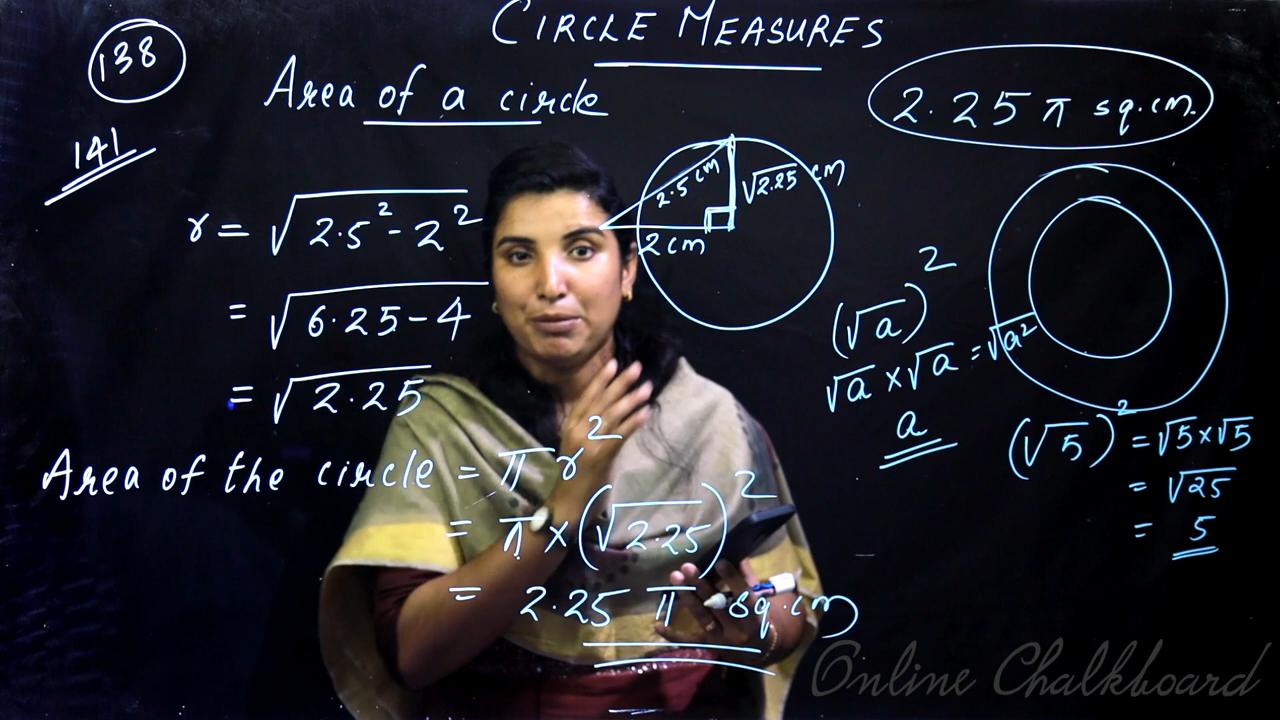 CIRCLE MEASURES
138
Area of a circle
2.25 π sq.cm.
141
2.5 cm
√2.25 cm
2 cm
r = √2.5² - 2²
= √6.25 - 4
= √2.25
Area of the circle = πr²
= π × (√2.25)²
= 2.25 π sq.cm
(√a)²
√a × √a = √a²
a
(√5)² = √5 × √5
= √25
= 5
Online Chalkboard